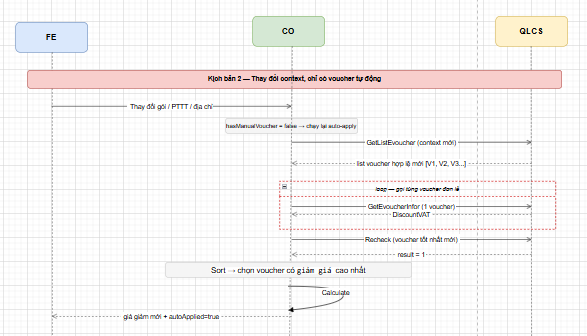 FE
CO
QLCS
Kịch bản 2 — Thay đổi context, chỉ có voucher tự động
Thay đổi gói / PTTT / địa chỉ
hasManualVoucher = false → chạy lại auto-apply
GetListEvoucher (context mới)
list voucher hợp lệ mới [V1, V2, V3...]
loop — gọi từng voucher đơn lẻ
GetEvoucherInfor (1 voucher)
DiscountVAT
Recheck (voucher tốt nhất mới)
result = 1
Sort → chọn voucher có giảm giá cao nhất
Calculate
giá giảm mới + autoApplied=true